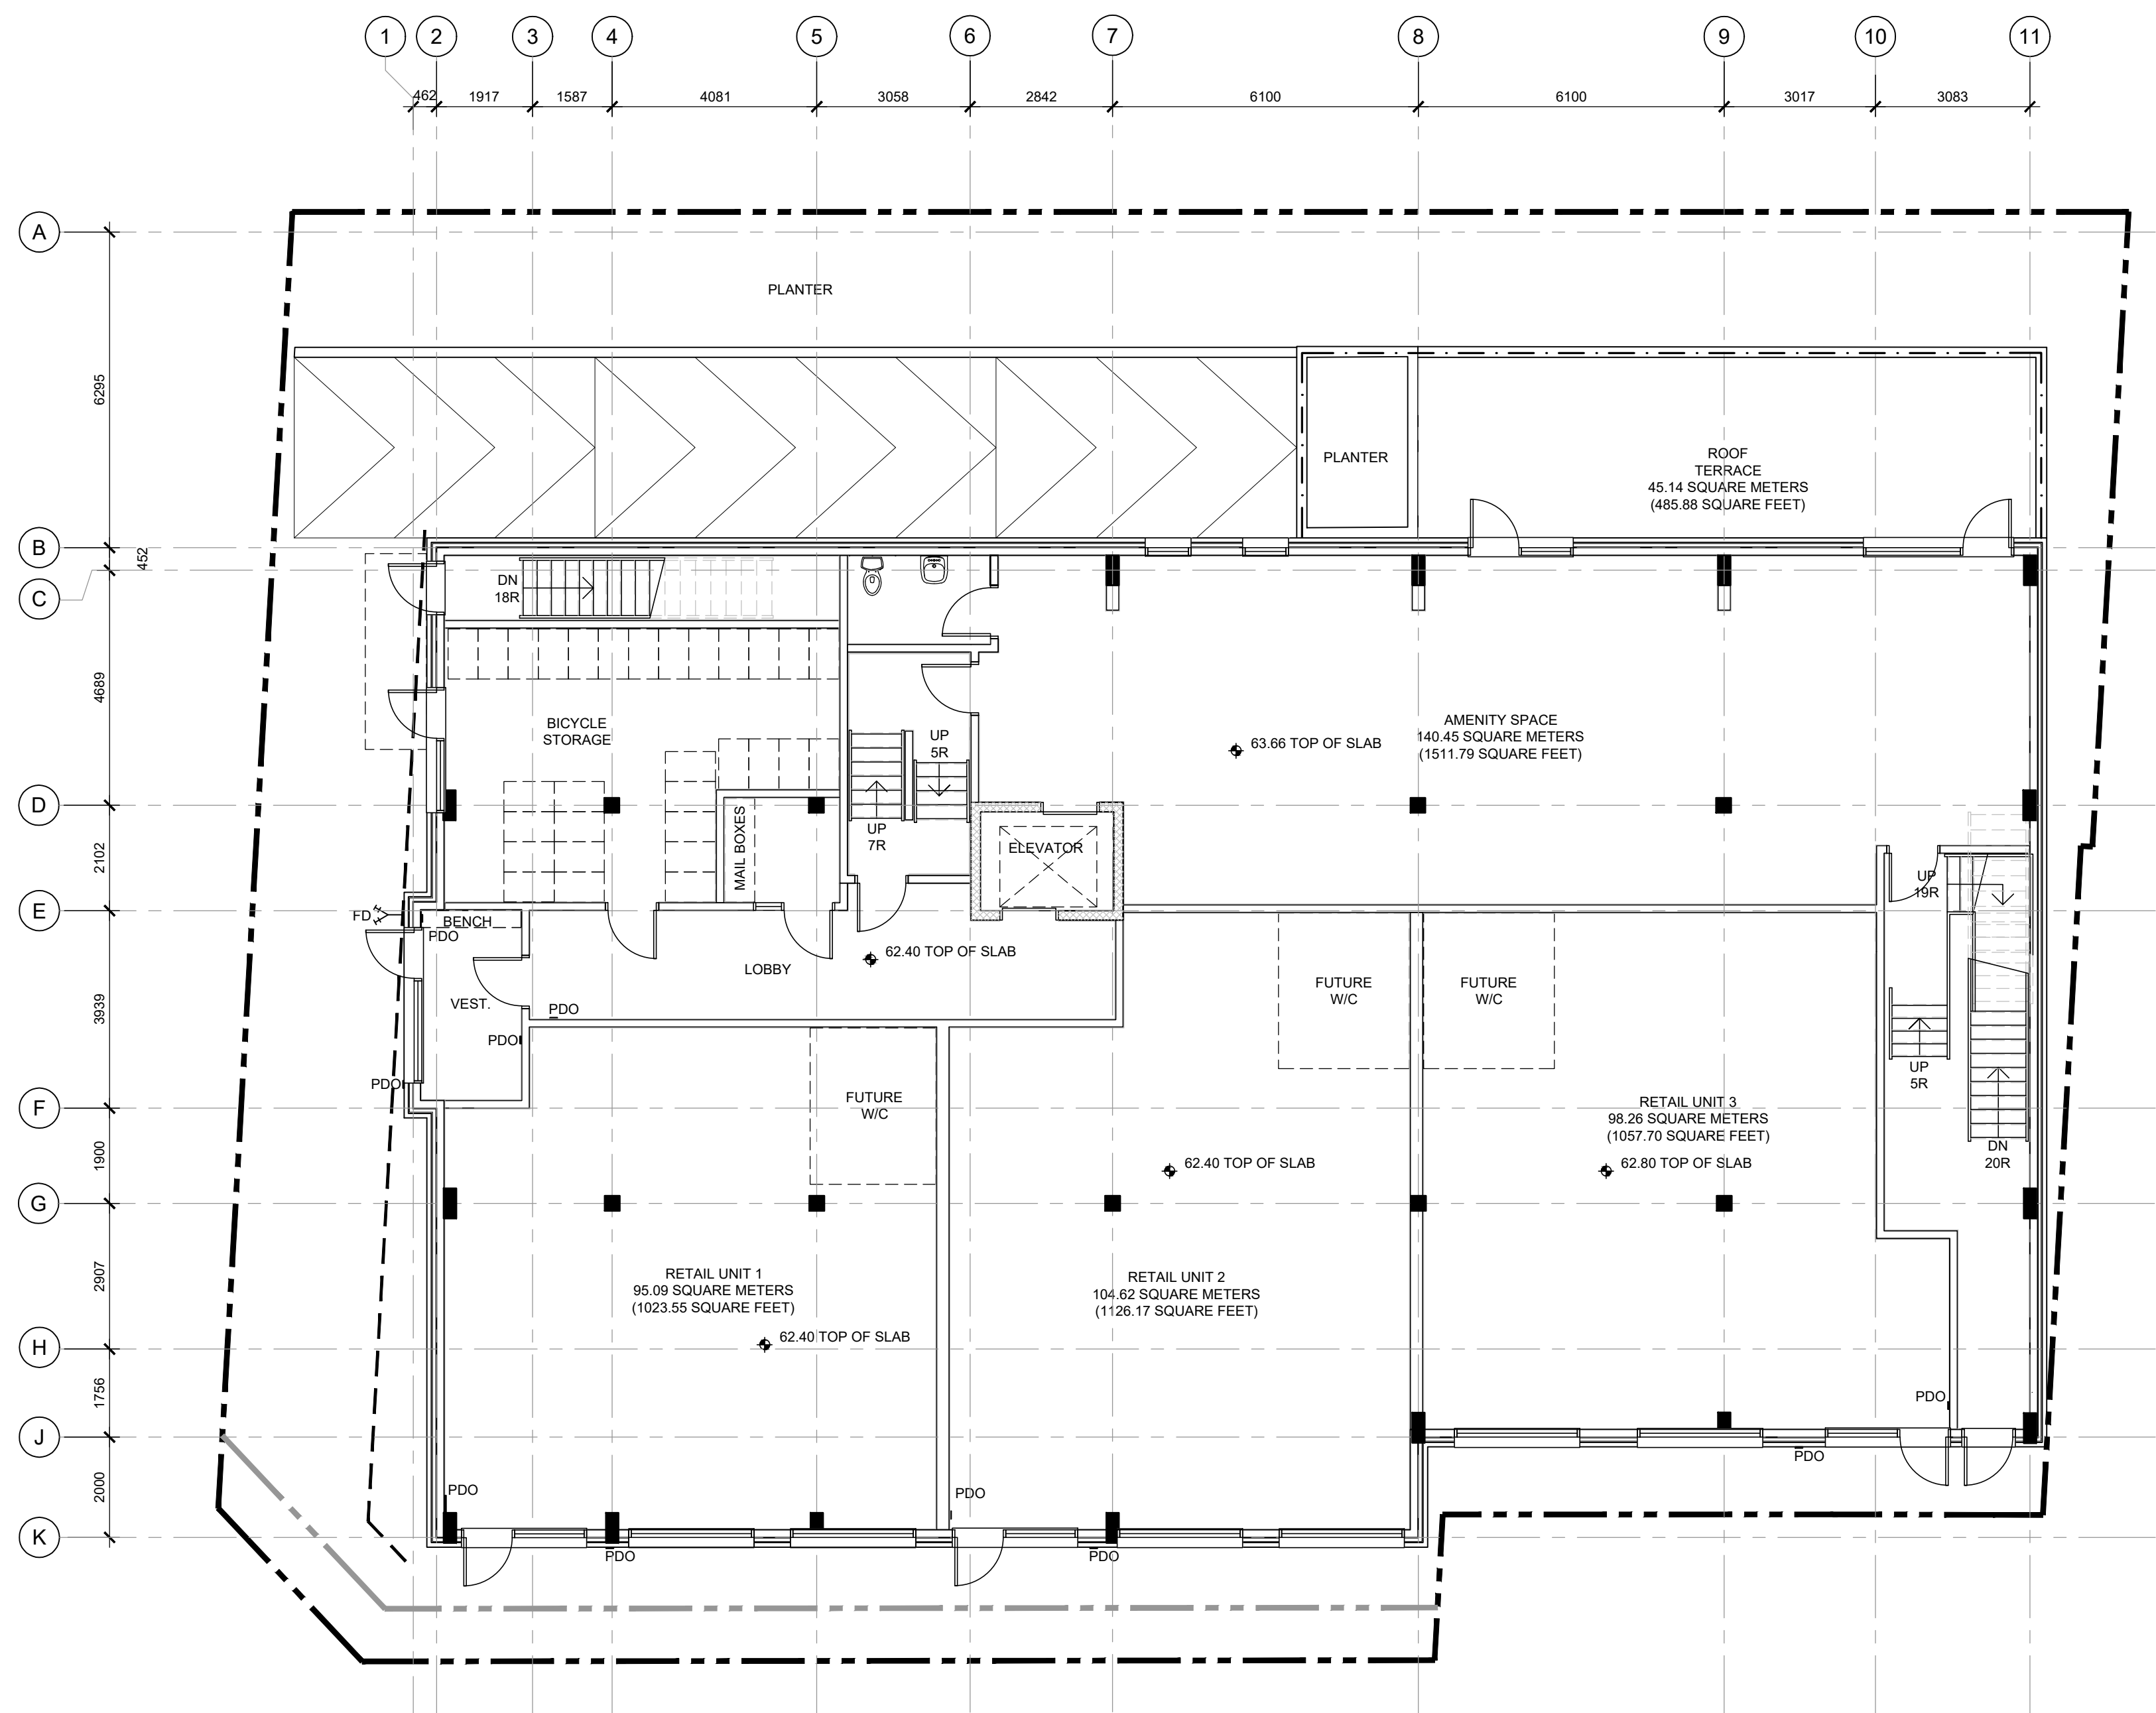 1 2 3 4 5 6 7 8 9 10 11
462 1917 1587 4081 3058 2842 6100 6100 3017 3083
A
PLANTER
6295
PLANTER
ROOF
TERRACE
45.14 SQUARE METERS
(485.88 SQUARE FEET)
B
452
C
DN
18R
4689
BICYCLE
STORAGE
UP
5R
63.66 TOP OF SLAB
AMENITY SPACE
140.45 SQUARE METERS
(1511.79 SQUARE FEET)
D
MAIL BOXES
UP
7R
ELEVATOR
2102
UP
19R
E
FD
BENCH
PDO
62.40 TOP OF SLAB
LOBBY
FUTURE
W/C
FUTURE
W/C
VEST.
PDO
3939
PDO
PDO
UP
5R
FUTURE
W/C
F
RETAIL UNIT 3
98.26 SQUARE METERS
(1057.70 SQUARE FEET)
1900
62.40 TOP OF SLAB
62.80 TOP OF SLAB
DN
20R
G
RETAIL UNIT 1
95.09 SQUARE METERS
(1023.55 SQUARE FEET)
RETAIL UNIT 2
104.62 SQUARE METERS
(1126.17 SQUARE FEET)
2907
62.40 TOP OF SLAB
H
1756
PDO
J
PDO
2000
PDO
PDO
K
PDO
PDO